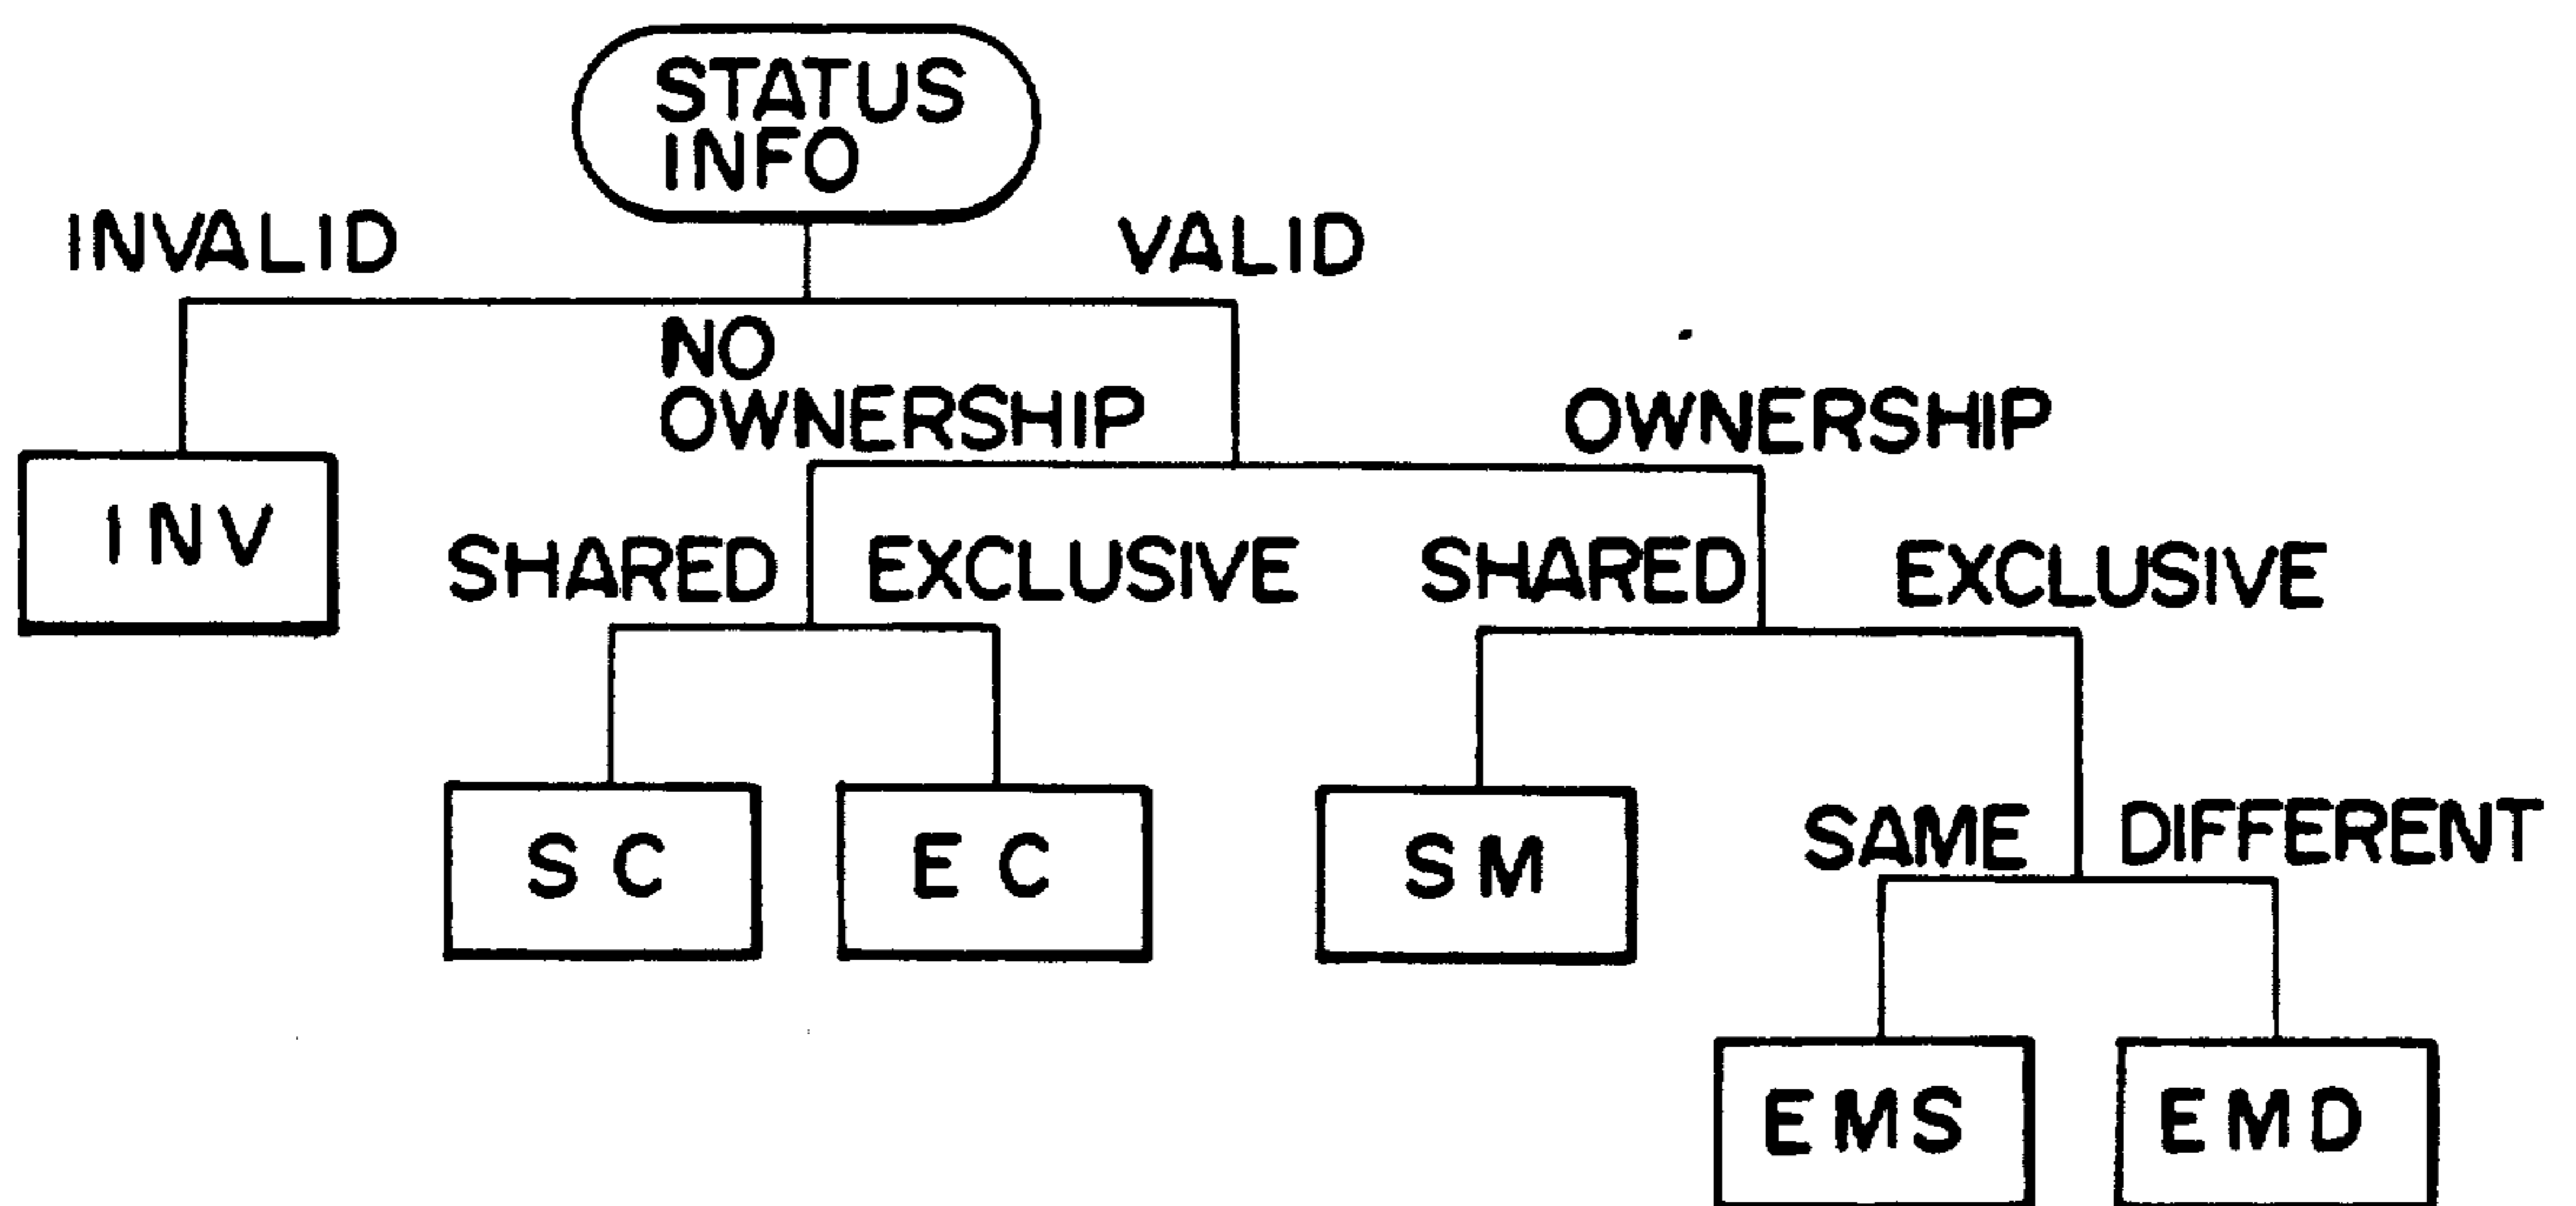 STATUS
INFO
INVALID
VALID
NO
OWNERSHIP
OWNERSHIP
INV
SHARED
EXCLUSIVE
SHARED
EXCLUSIVE
SC
EC
SM
SAME
DIFFERENT
EMS
EMD